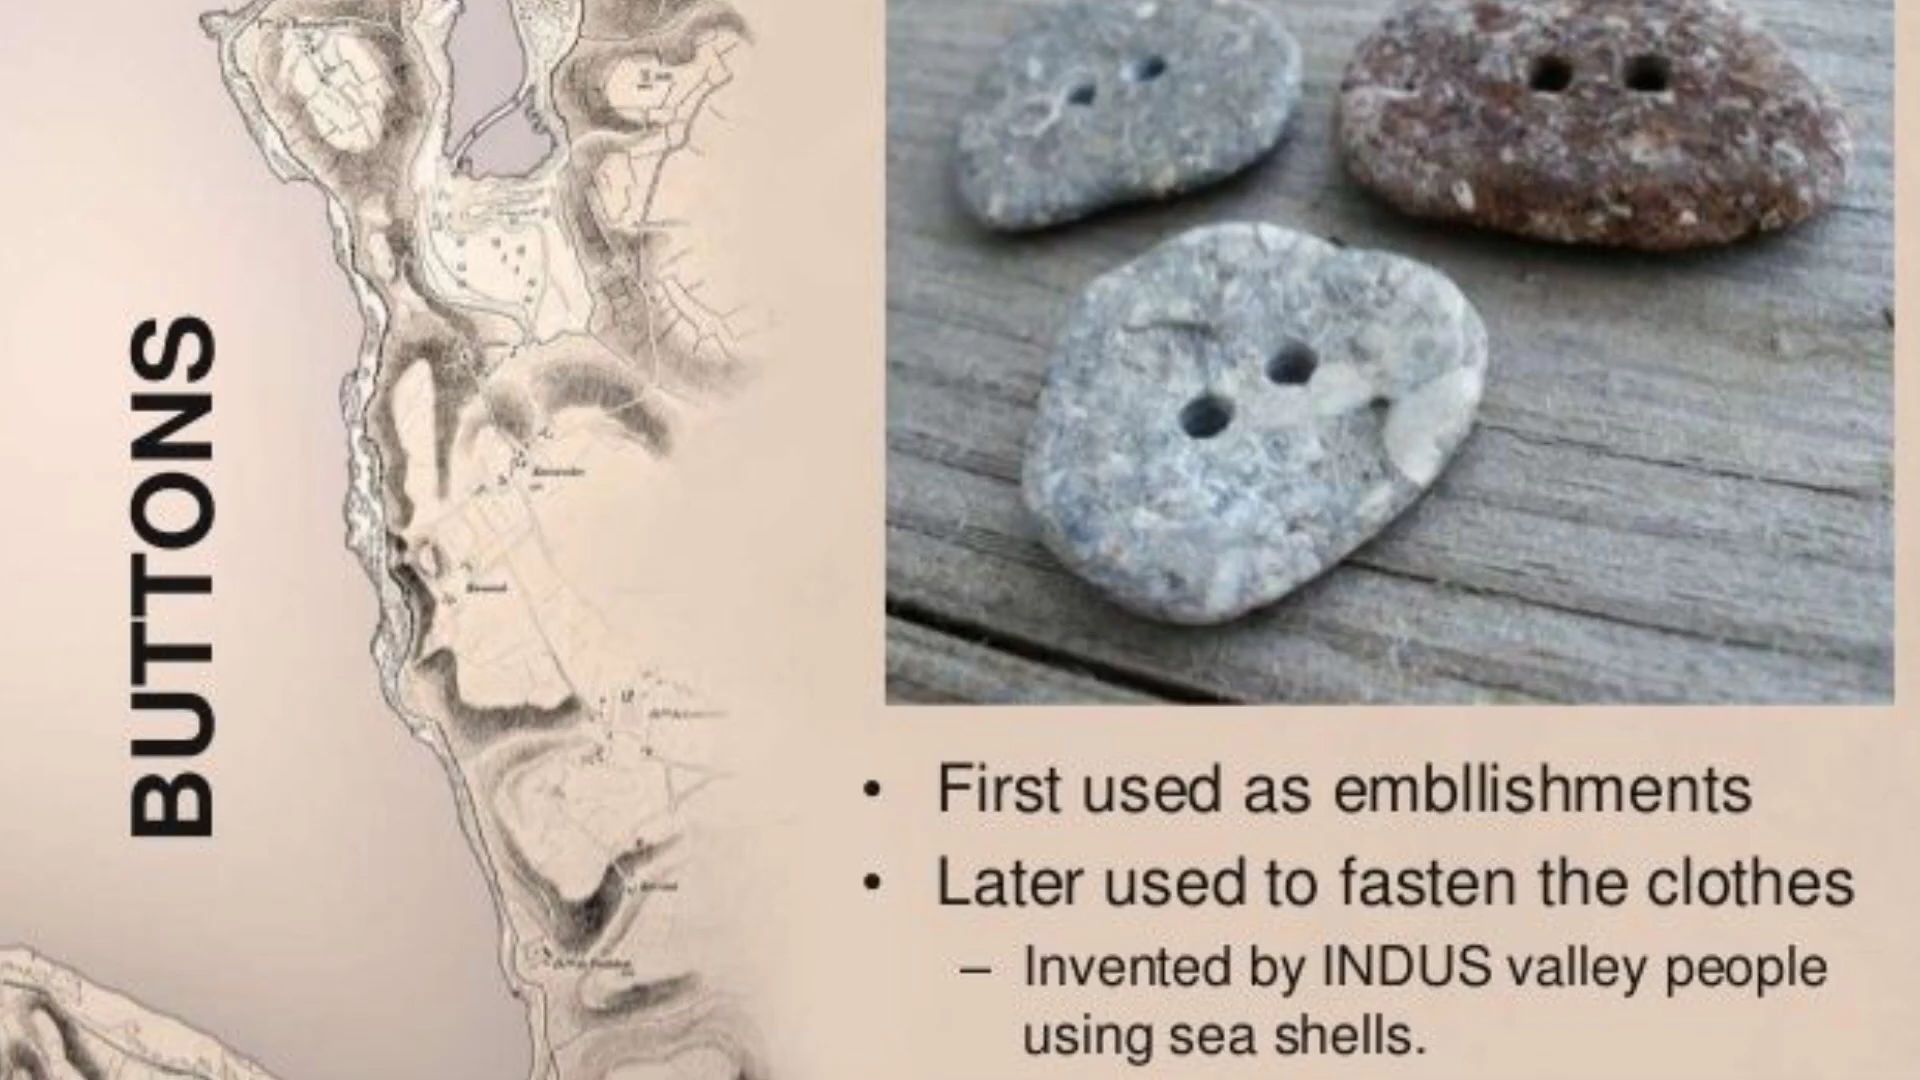 BUTTONS
• First used as embllishments
• Later used to fasten the clothes
– Invented by INDUS valley people
using sea shells.